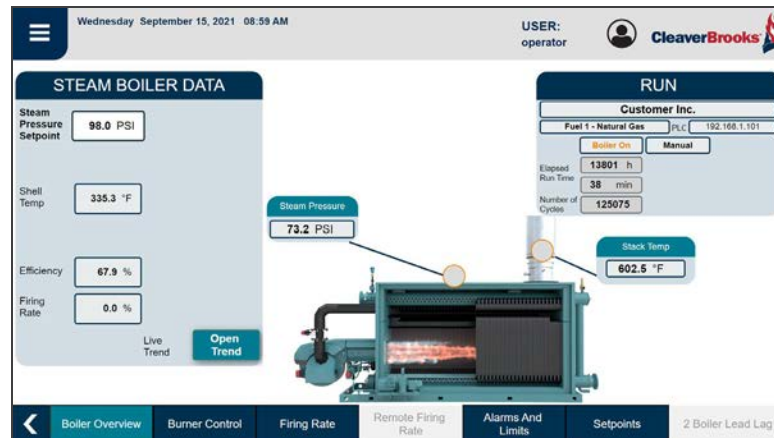 Wednesday September 15, 2021 08:59 AM
USER:
operator
CleaverBrooks
STEAM BOILER DATA
Steam
Pressure
Setpoint
98.0 PSI
Shell
Temp
335.3 °F
Efficiency
67.9 %
Firing
Rate
0.0 %
Live
Trend
Open
Trend
Steam Pressure
73.2 PSI
RUN
Customer Inc.
Fuel 1 - Natural Gas PLC 192.168.1.101
Boiler On Manual
Elapsed
Run Time
13801 h
38 min
Number of
Cycles
125075
Stack Temp
602.5 °F
Boiler Overview
Burner Control
Firing Rate
Remote Firing
Rate
Alarms And
Limits
Setpoints
2 Boiler Lead Lag